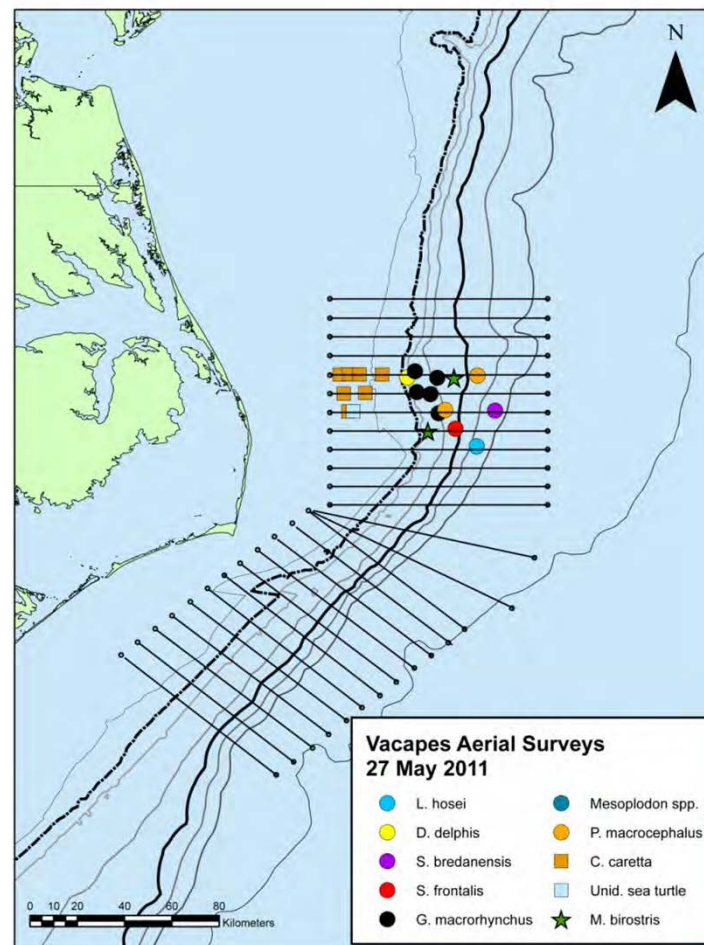 N
Vacapes Aerial Surveys
27 May 2011
L. hosei
D. delphis
S. bredanensis
S. frontalis
G. macrorhynchus
Mesoplodon spp.
P. macrocephalus
C. caretta
Unid. sea turtle
M. birostris
0 10 20 40 60 80
Kilometers